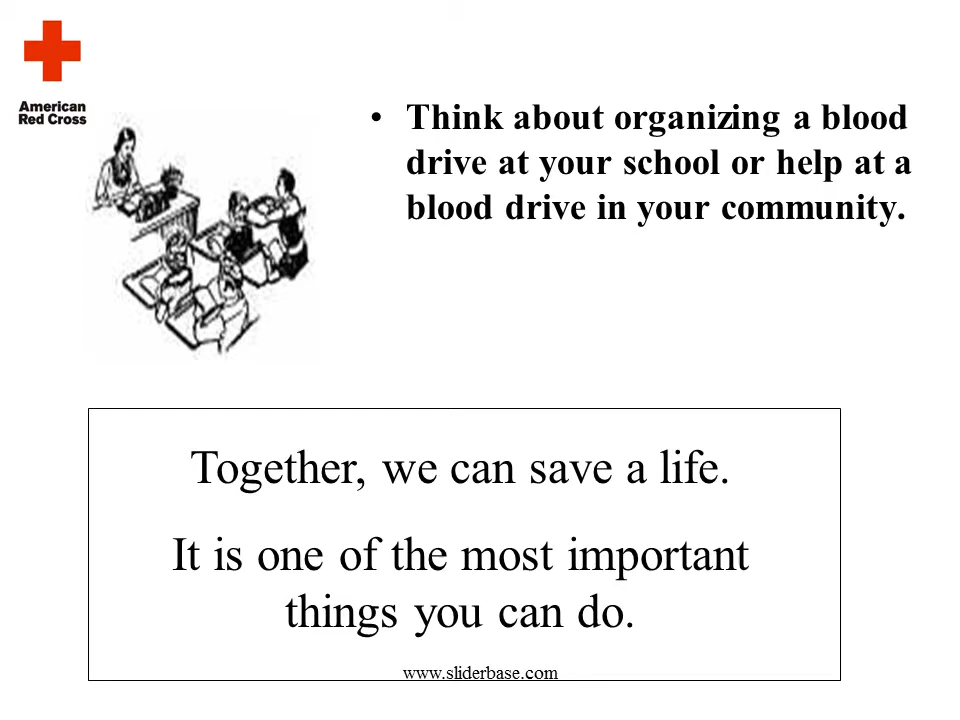 American
Red Cross
• Think about organizing a blood
drive at your school or help at a
blood drive in your community.
Together, we can save a life.
It is one of the most important
things you can do.
www.sliderbase.com